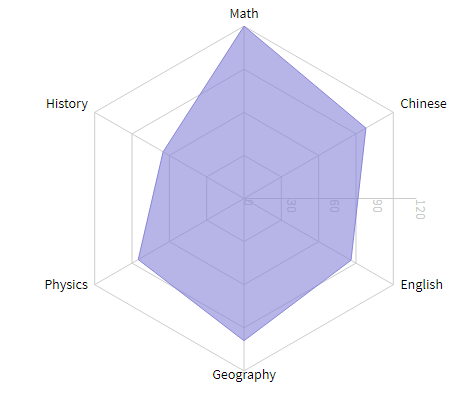 Math
History
Chinese
0
30
60
90
120
Physics
English
Geography